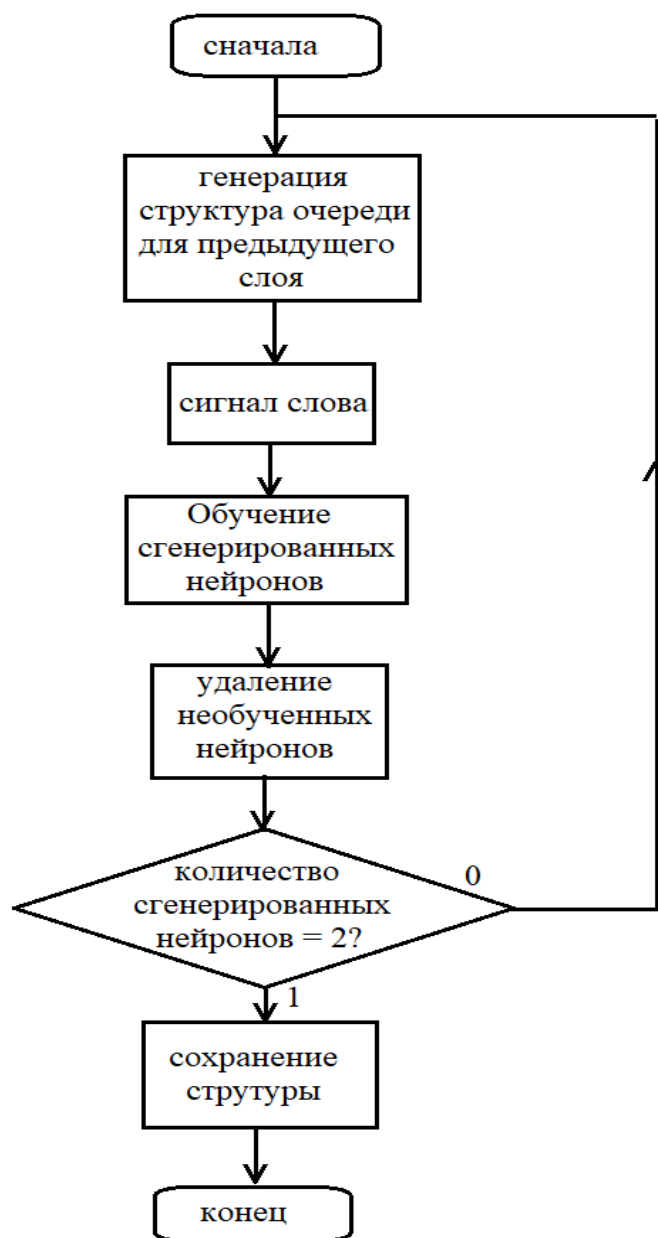 сначала
генерация
структура очереди
для предыдущего
слоя
сигнал слова
Обучение
сгенерированных
нейронов
удаление
необученных
нейронов
количество
сгенерированных
нейронов = 2?
0
1
сохранение
струтуры
конец